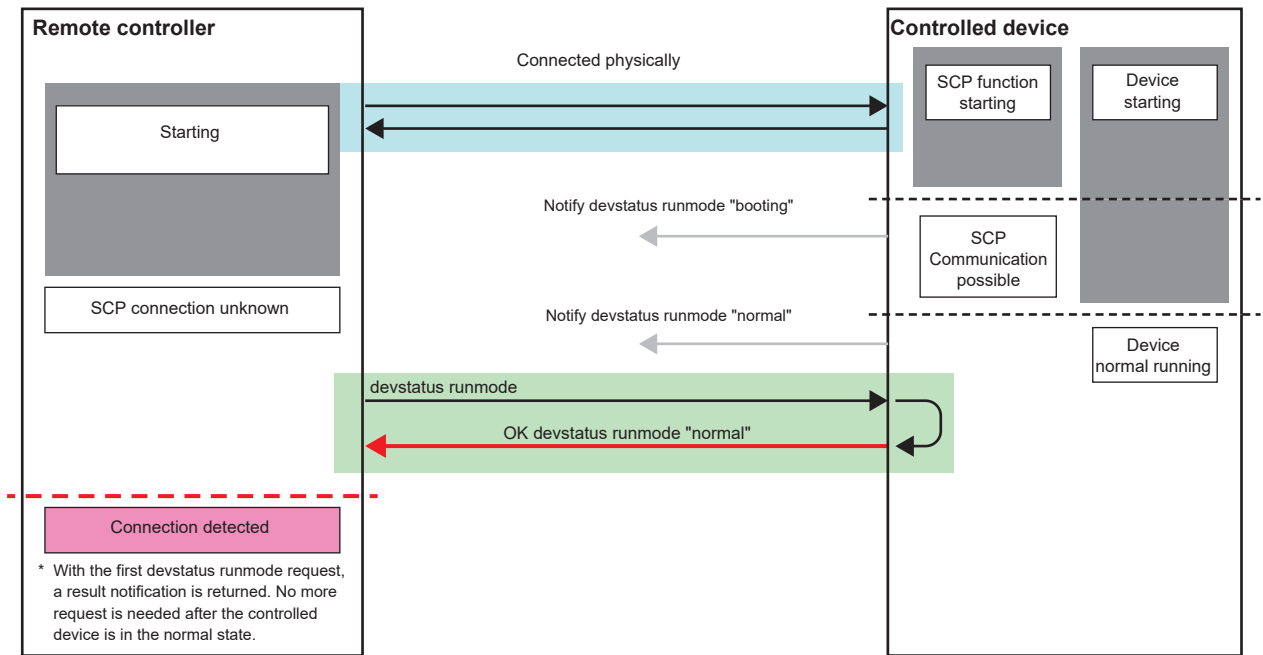 Remote controller
Controlled device
Connected physically
SCP function
starting
Device
starting
Starting
Notify devstatus runmode "booting"
SCP
Communication
possible
SCP connection unknown
Notify devstatus runmode "normal"
Device
normal running
devstatus runmode
OK devstatus runmode "normal"
Connection detected
* With the first devstatus runmode request,
a result notification is returned. No more
request is needed after the controlled
device is in the normal state.